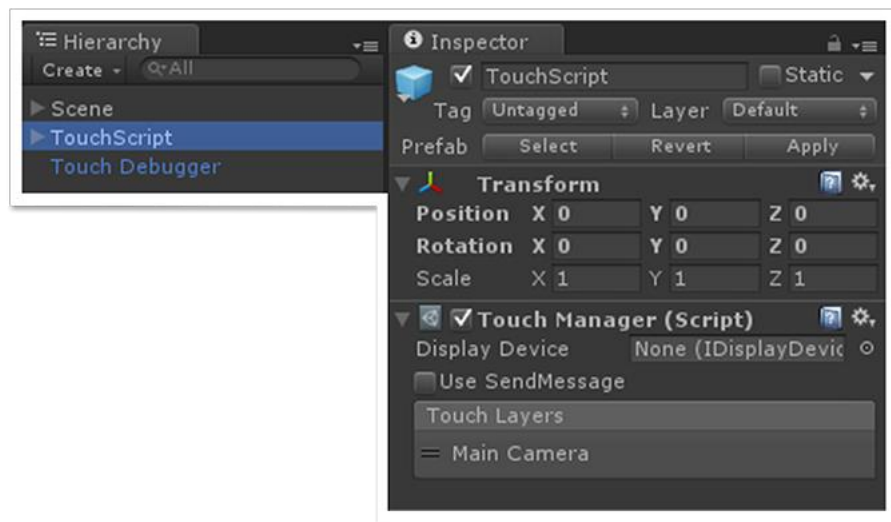 Hierarchy
Create All
Scene
TouchScript
Touch Debugger
Inspector
TouchScript Static
Tag Untagged Layer Default
Prefab Select Revert Apply
Transform
Position X 0 Y 0 Z 0
Rotation X 0 Y 0 Z 0
Scale X 1 Y 1 Z 1
Touch Manager (Script)
Display Device None (IDisplayDevic
Use SendMessage
Touch Layers
Main Camera